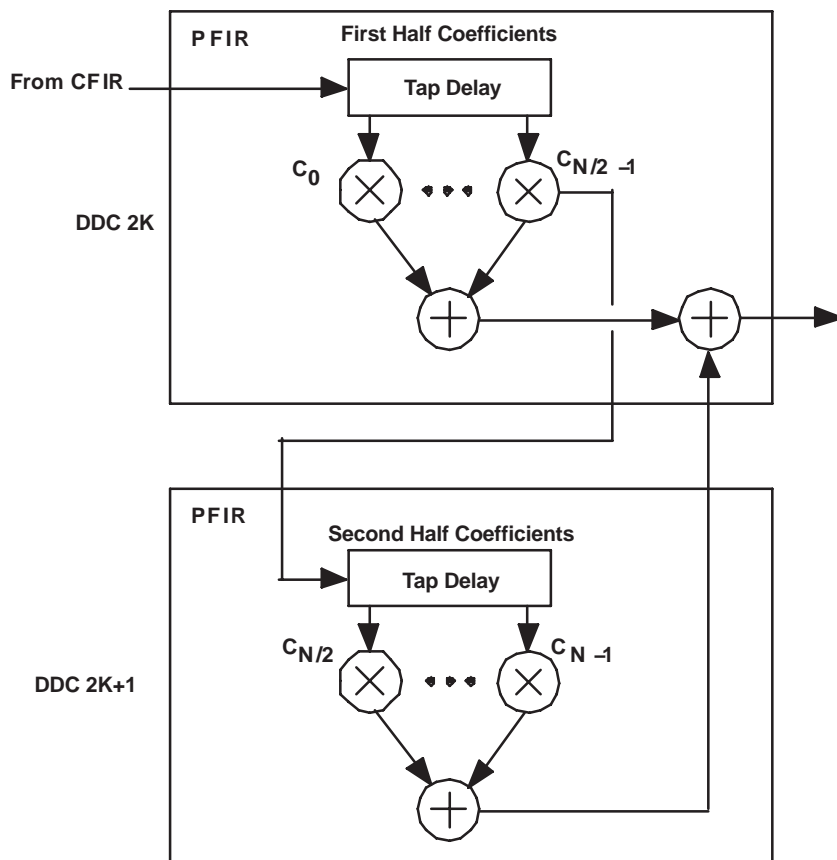 PFIR
First Half Coefficients
From CFIR
Tap Delay
C0
CN/2 –1
DDC 2K
PFIR
Second Half Coefficients
Tap Delay
CN/2
CN –1
DDC 2K+1